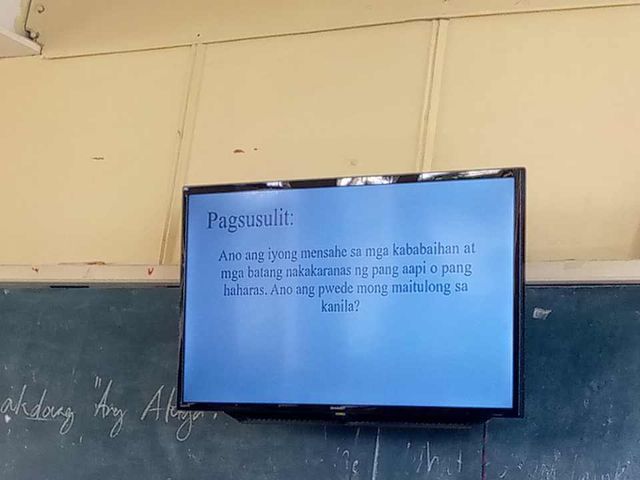 Pagsusulit:
Ano ang iyong mensahe sa mga kababaihan at
mga batang nakakaranas ng pang aapi o pang
haharas. Ano ang pwede mong maitulong sa
kanila?
akdang "Ang